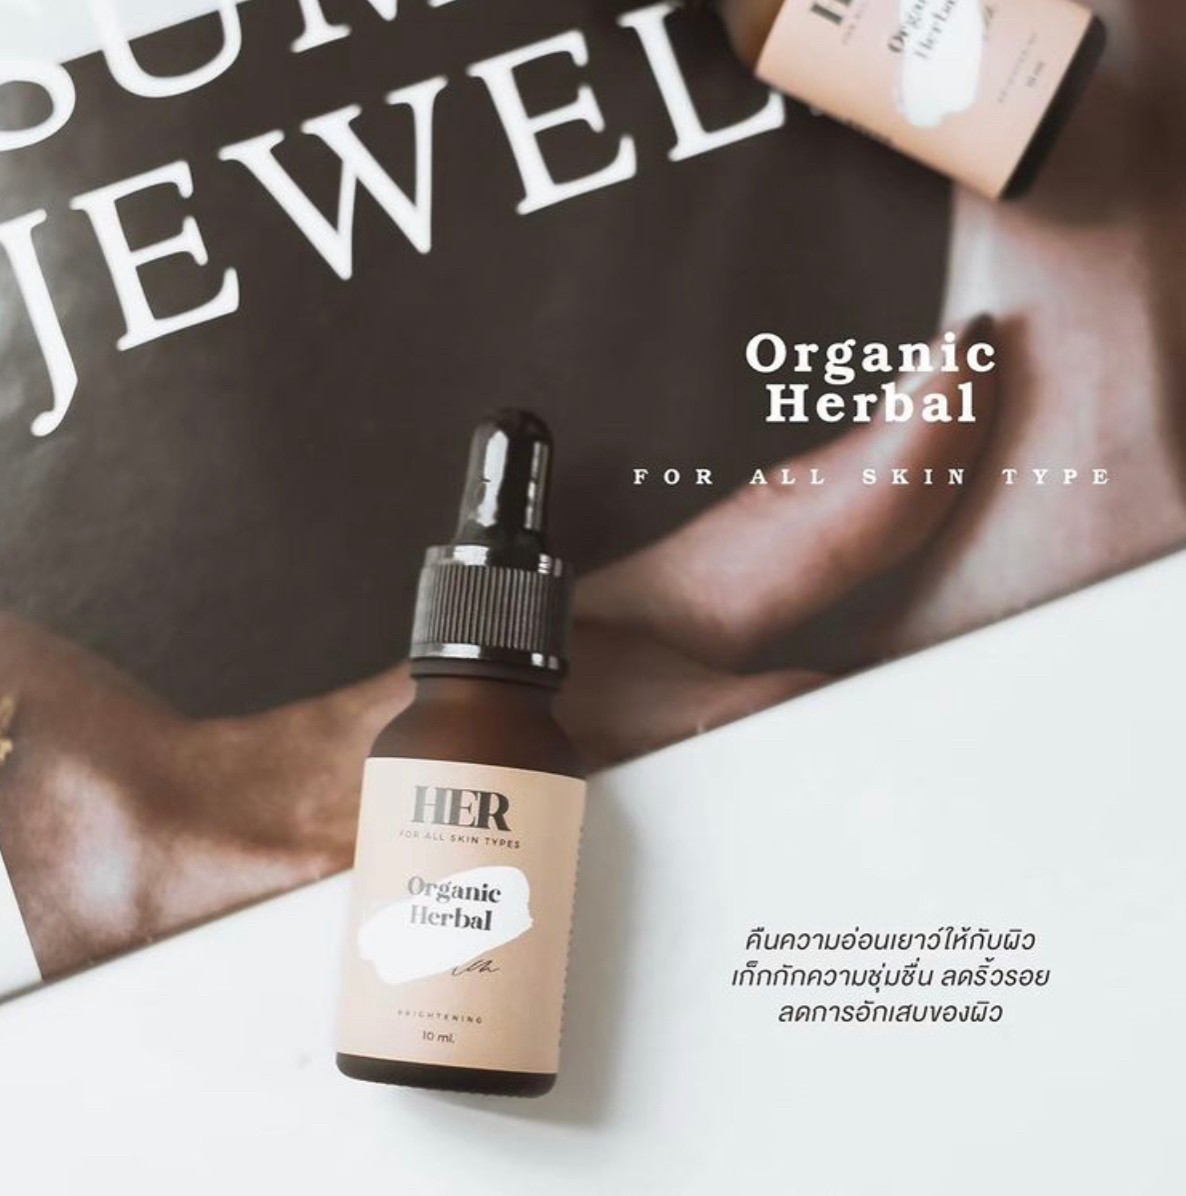 JEWEL
Organic
Herbal
FOR ALL SKIN TYPE
HER
FOR ALL SKIN TYPES
Organic
Herbal
BRIGHTENING
10 ml.
คืนความอ่อนเยาว์ให้กับผิว
เก็กกักความชุ่มชื่น ลดริ้วรอย
ลดการอักเสบของผิว